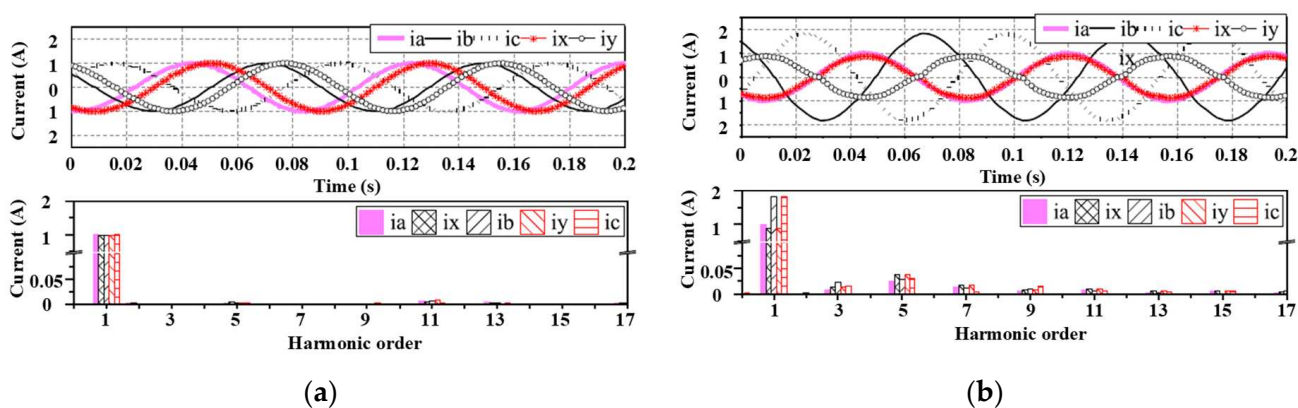 ia ib ic ix iy
Current (A)
2
1
0
1
2
0 0.02 0.04 0.06 0.08 0.1 0.12 0.14 0.16 0.18 0.2
Time (s)
Current (A)
2
1
0.05
0
ia ix ib iy ic
1 3 5 7 9 11 13 15 17
Harmonic order
(a)
ia ib ic ix iy
ix
Current (A)
2
1
0
1
2
0 0.02 0.04 0.06 0.08 0.1 0.12 0.14 0.16 0.18 0.2
Time (s)
Current (A)
2
1
0.05
0
ia ix ib iy ic
1 3 5 7 9 11 13 15 17
Harmonic order
(b)